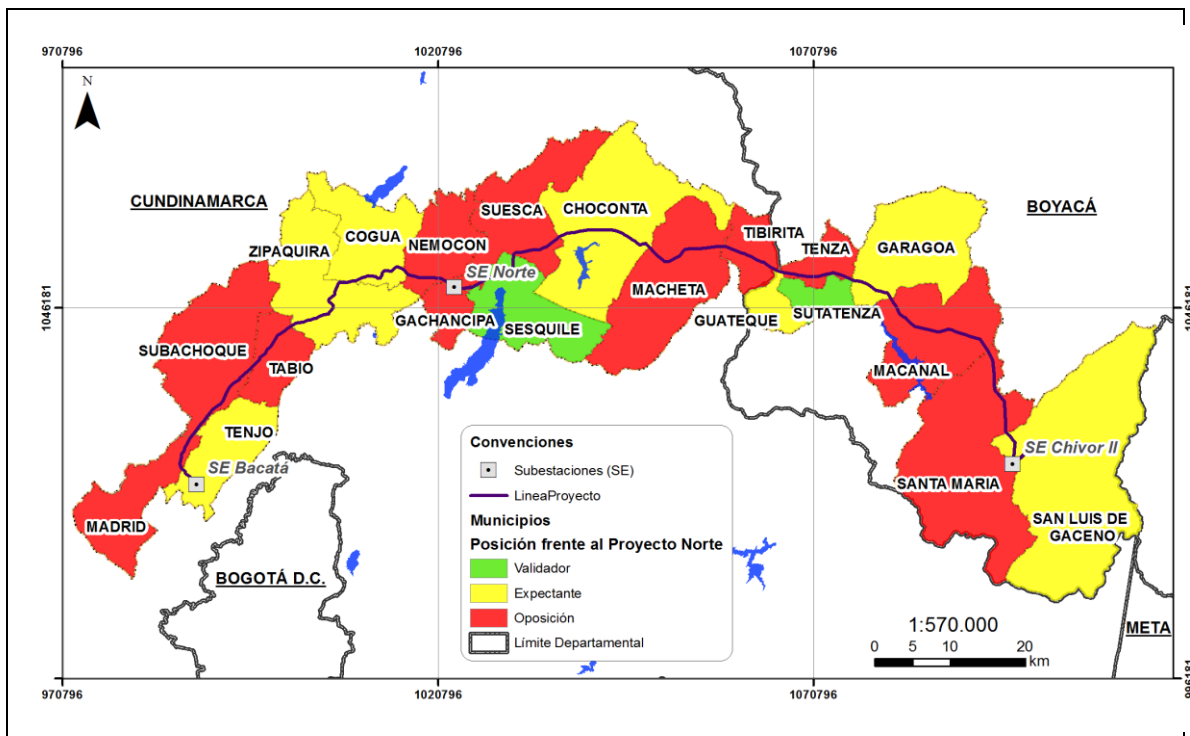 970796
1020796
1070796
N
CUNDINAMARCA
BOYACÁ
SUESCA
CHOCONTA
COGUA
ZIPAQUIRA
NEMOCON
TIBIRITA
TENZA
GARAGOA
SE Norte
MACHETA
1046181
1046181
GACHANCIPA
SESQUILE
GUATEQUE
SUTATENZA
SUBACHOQUE
TABIO
MACANAL
TENJO
SE Bacatá
SE Chivor II
SANTA MARIA
MADRID
SAN LUIS DE
GACENO
BOGOTÁ D.C.
META
Convenciones
Subestaciones (SE)
LineaProyecto
Municipios
Posición frente al Proyecto Norte
Validador
Expectante
Oposición
Límite Departamental
1:570.000
0 5 10 20
km
970796
1020796
1070796
996181